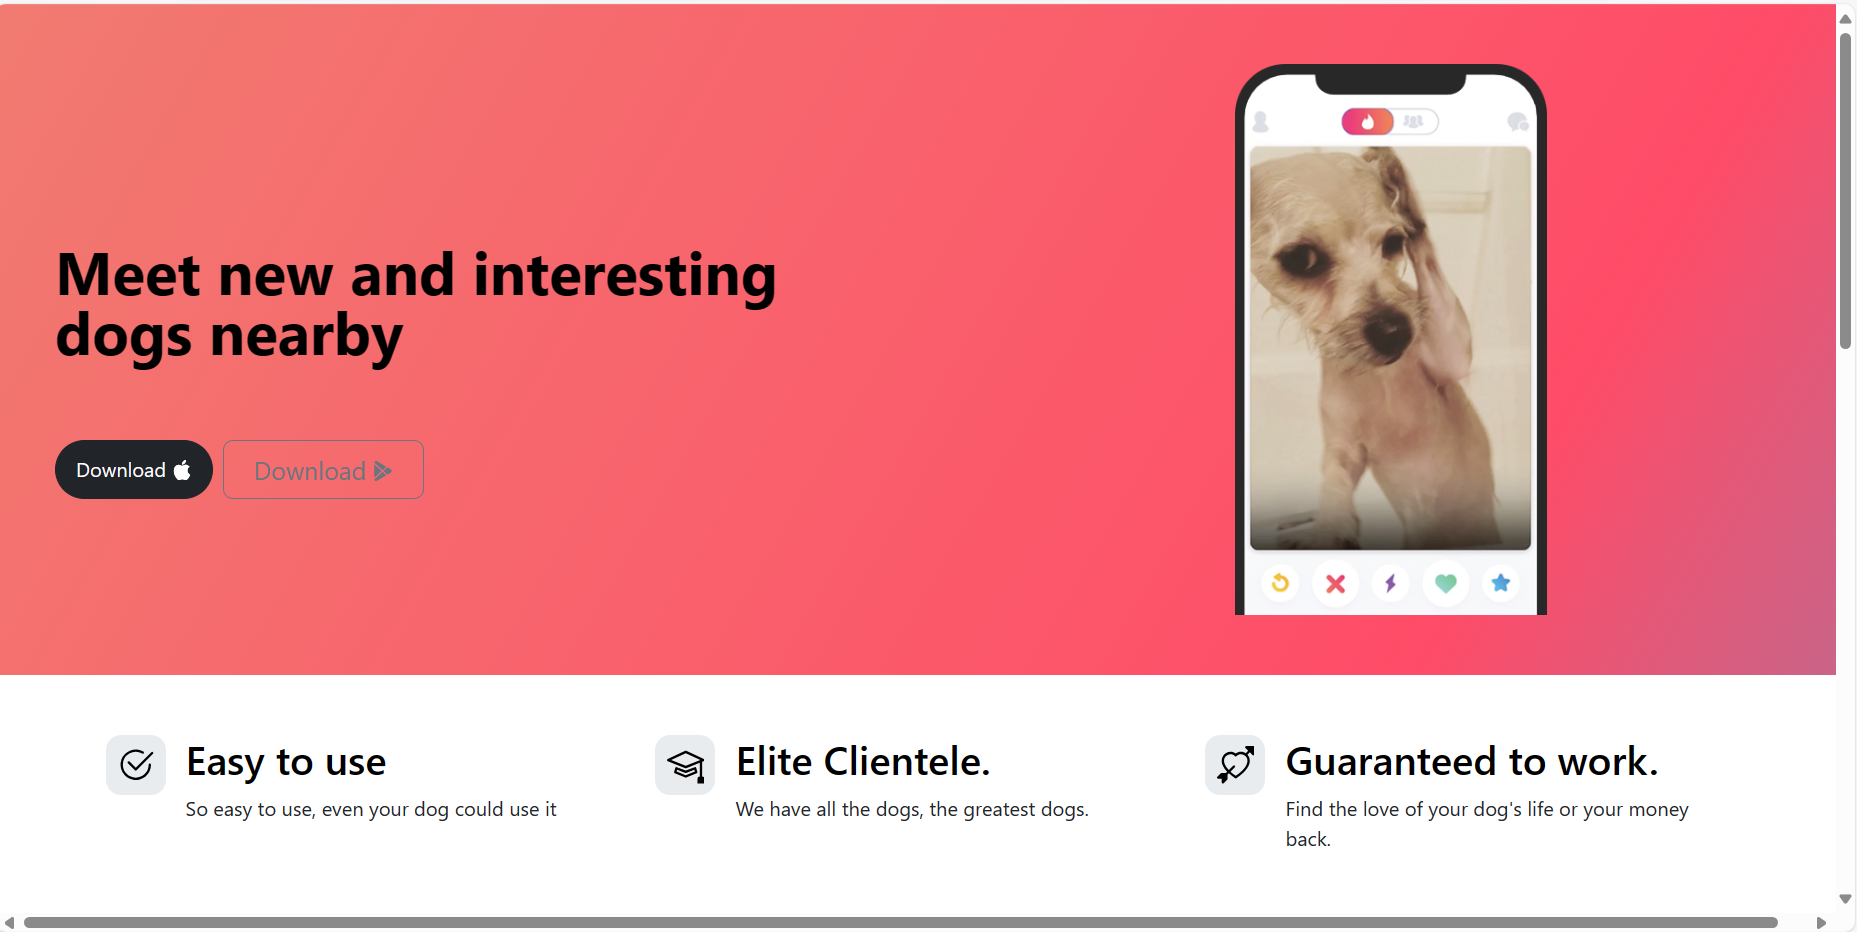 Meet new and interesting
dogs nearby
Download
Download
Easy to use
So easy to use, even your dog could use it
Elite Clientele.
We have all the dogs, the greatest dogs.
Guaranteed to work.
Find the love of your dog's life or your money
back.